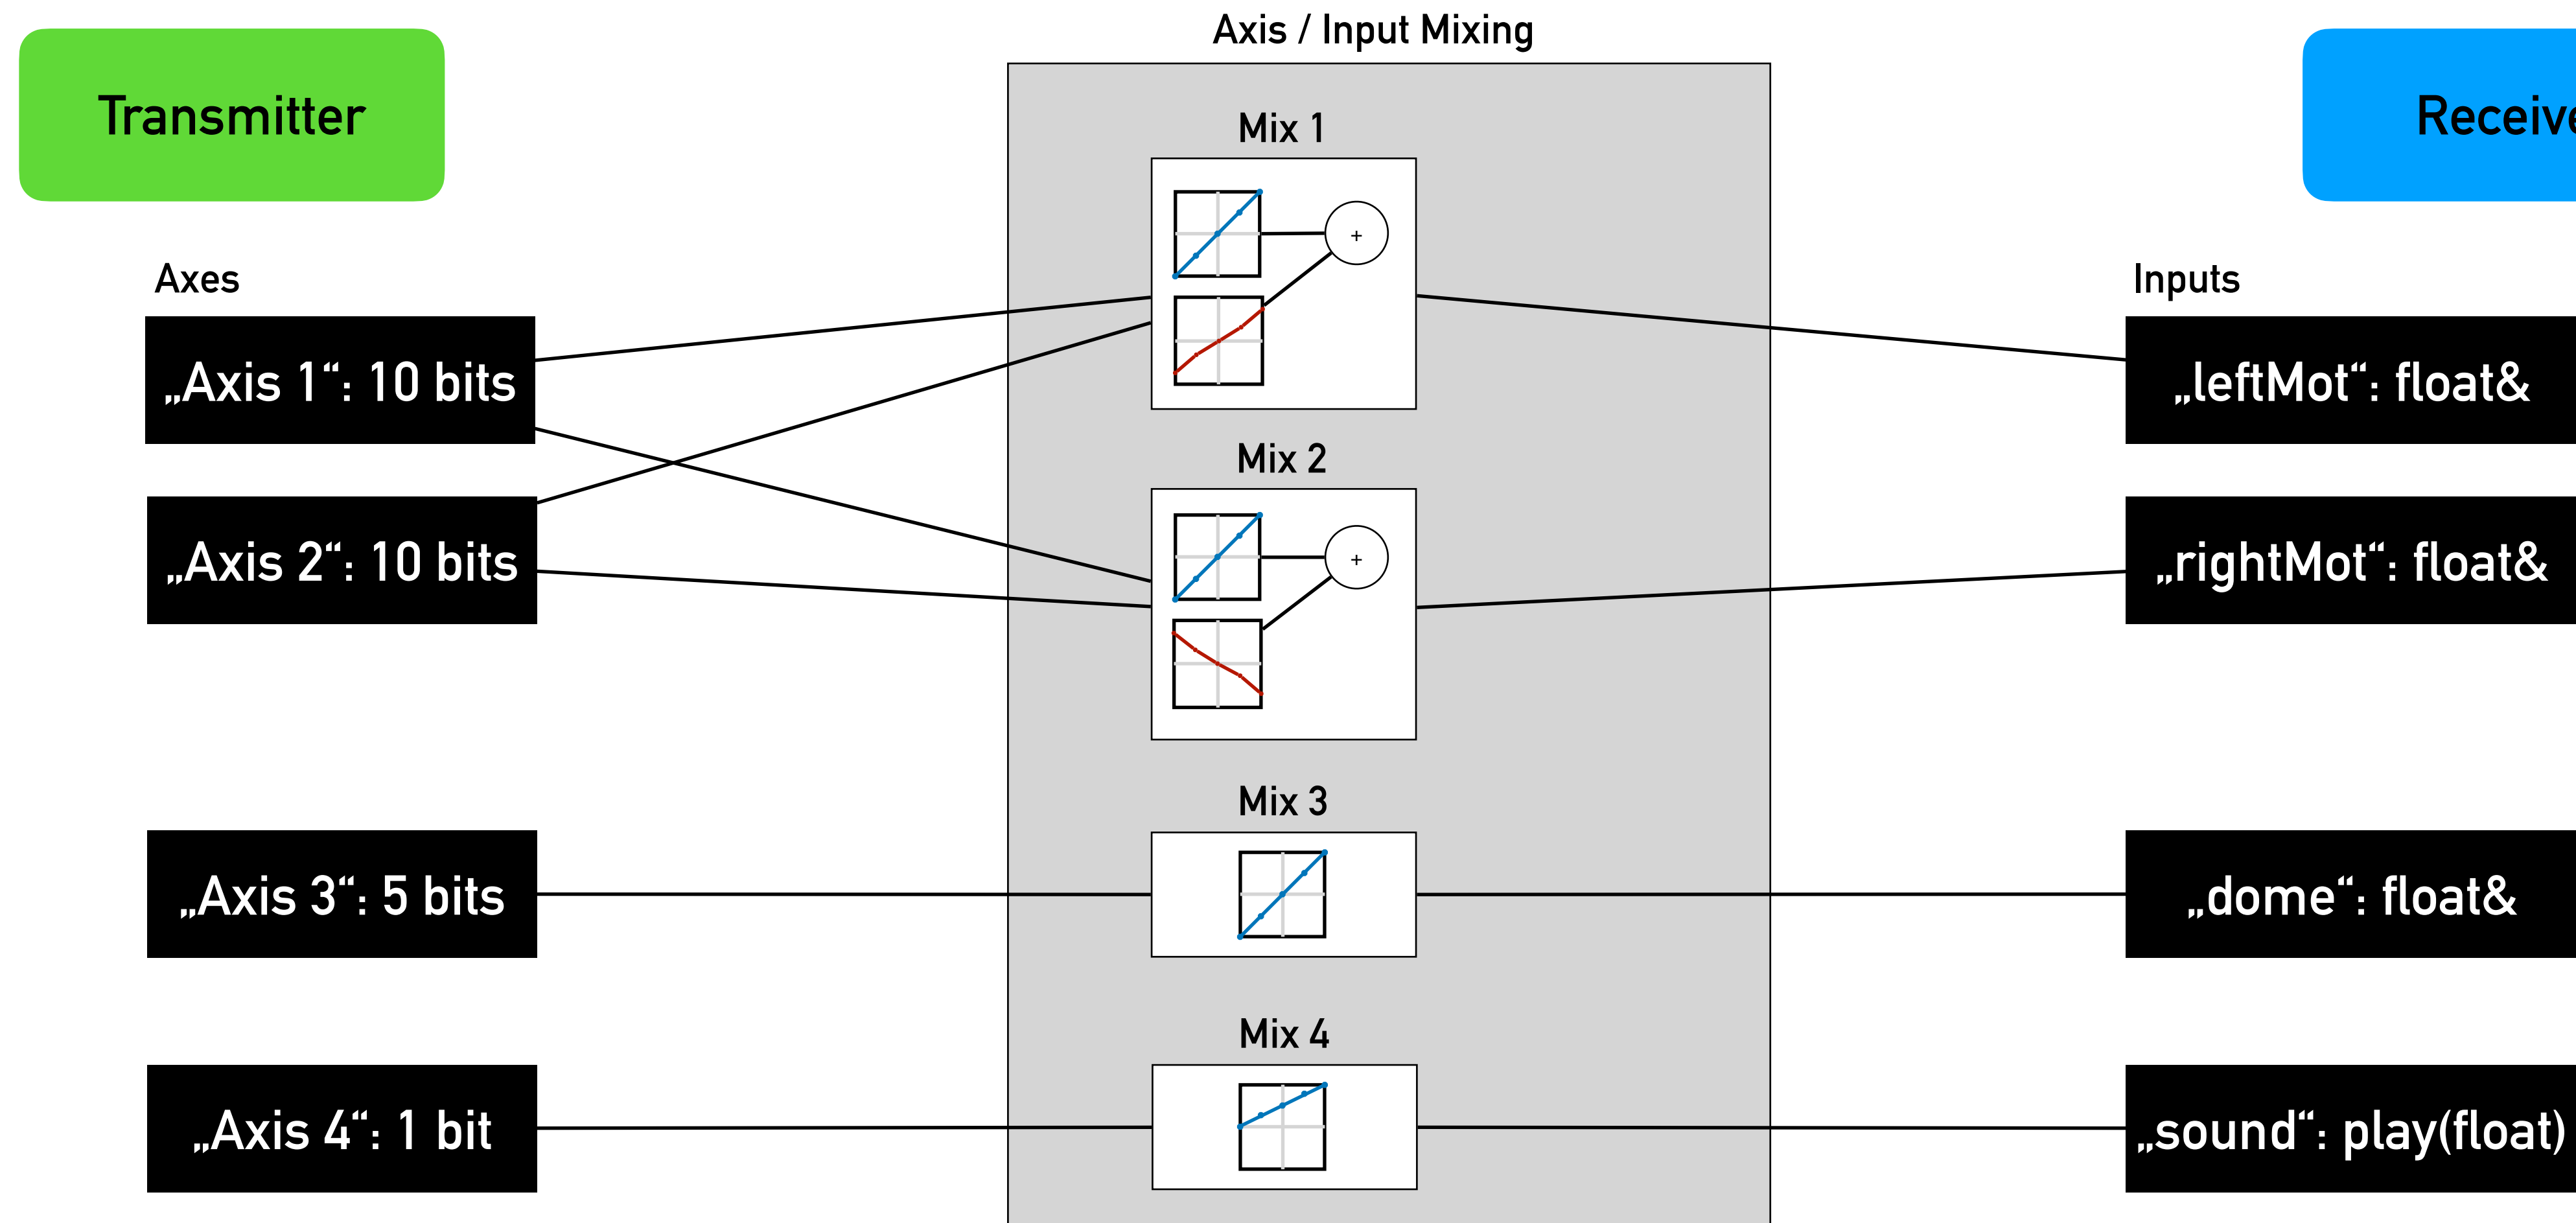 Axis / Input Mixing
Transmitter
Receive
Mix 1
+
Axes
Inputs
„Axis 1“: 10 bits
„leftMot“: float&
Mix 2
+
„Axis 2“: 10 bits
„rightMot“: float&
Mix 3
„Axis 3“: 5 bits
„dome“: float&
Mix 4
„Axis 4“: 1 bit
„sound“: play(float)